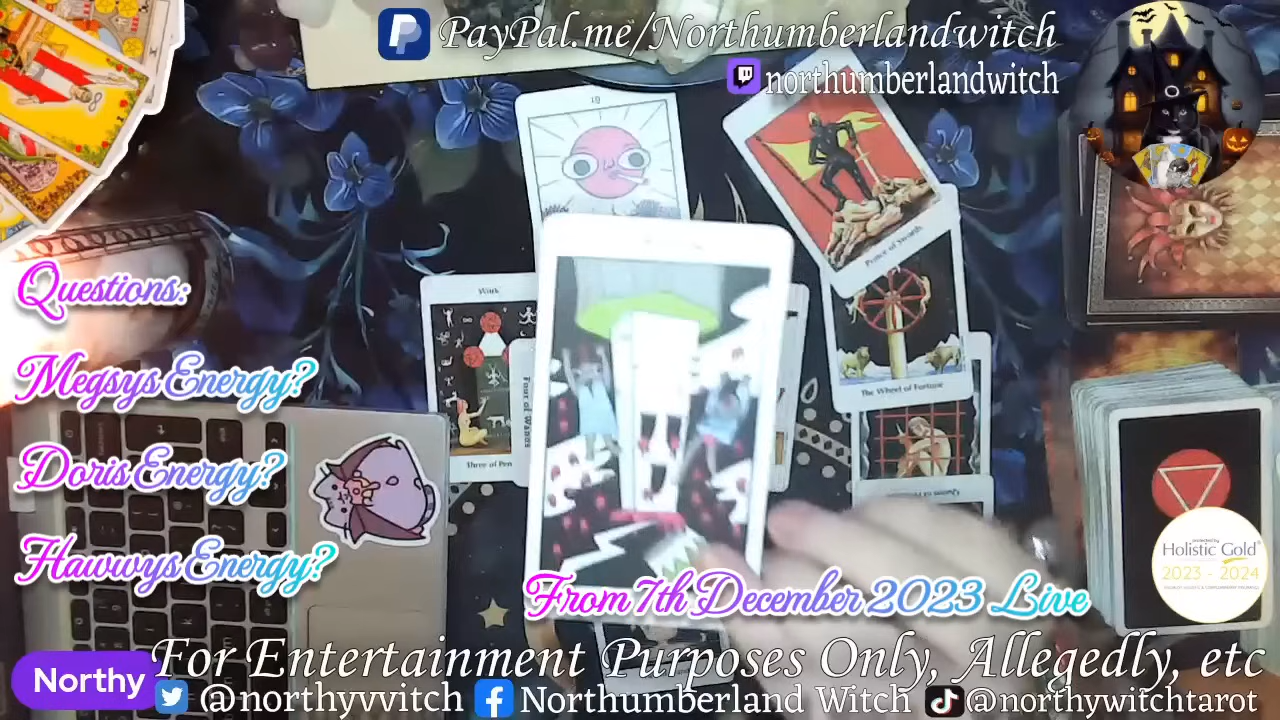 PayPal.me/Northumberlandwitch
northumberlandwitch
Questions:
Megsys Energy?
Doris Energy?
Hawwys Energy?
Work
Three of Pen
Four of Wands
Prince of Swords
The Wheel of Fortune
Holistic Gold
2023 - 2024
From 7th December 2023 Live
For Entertainment Purposes Only, Allegedly, etc
Northy
@northyvvitch
Northumberland Witch
@northywitchtarot